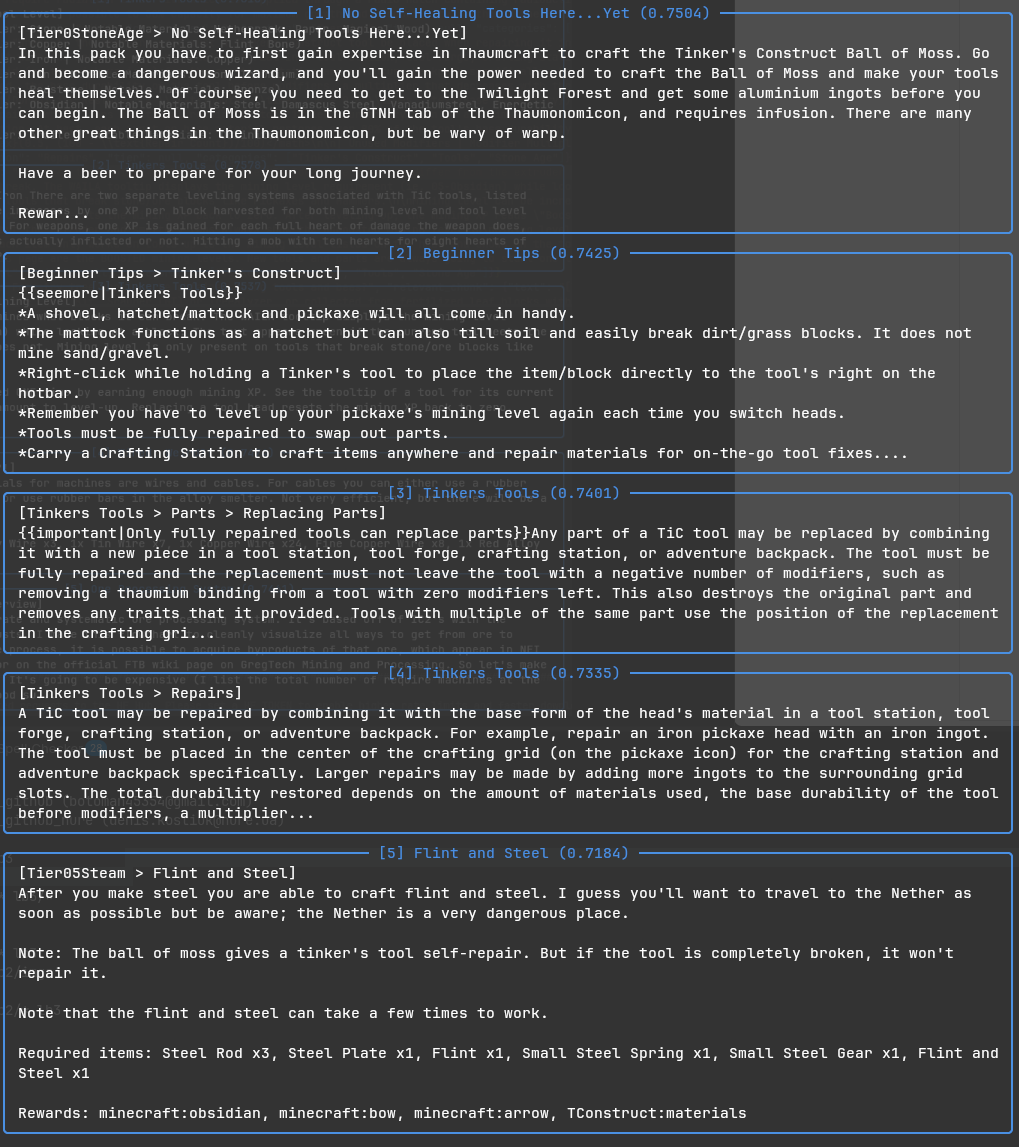 [1] No Self-Healing Tools Here...Yet (0.7504)
[Tier0StoneAge > No Self-Healing Tools Here...Yet]
In this pack you have to first gain expertise in Thaumcraft to craft the Tinker's Construct Ball of Moss. Go
and become a dangerous wizard, and you'll gain the power needed to craft the Ball of Moss and make your tools
heal themselves. Of course, you need to get to the Twilight Forest and get some aluminium ingots before you
can begin. The Ball of Moss is in the GTNH tab of the Thaumonomicon, and requires infusion. There are many
other great things in the Thaumonomicon, but be wary of warp.
Have a beer to prepare for your long journey.
Rewar...
[2] Beginner Tips (0.7425)
[Beginner Tips > Tinker's Construct]
{{seemore|Tinkers Tools}}
*A shovel, hatchet/mattock and pickaxe will all come in handy.
*The mattock functions as a hatchet but can also till soil and easily break dirt/grass blocks. It does not
mine sand/gravel.
*Right-click while holding a Tinker's tool to place the item/block directly to the tool's right on the
hotbar.
*Remember you have to level up your pickaxe's mining level again each time you switch heads.
*Tools must be fully repaired to swap out parts.
*Carry a Crafting Station to craft items anywhere and repair materials for on-the-go tool fixes....
[3] Tinkers Tools (0.7401)
[Tinkers Tools > Parts > Replacing Parts]
{{important|Only fully repaired tools can replace parts}}Any part of a TiC tool may be replaced by combining
it with a new piece in a tool station, tool forge, crafting station, or adventure backpack. The tool must be
fully repaired and the replacement must not leave the tool with a negative number of modifiers, such as
removing a thaumium binding from a tool with zero modifiers left. This also destroys the original part and
removes any traits that it provided. Tools with multiple of the same part use the position of the replacement
in the crafting gri...
[4] Tinkers Tools (0.7335)
[Tinkers Tools > Repairs]
A TiC tool may be repaired by combining it with the base form of the head's material in a tool station, tool
forge, crafting station, or adventure backpack. For example, repair an iron pickaxe head with an iron ingot.
The tool must be placed in the center of the crafting grid (on the pickaxe icon) for the crafting station and
adventure backpack specifically. Larger repairs may be made by adding more ingots to the surrounding grid
slots. The total durability restored depends on the amount of materials used, the base durability of the tool
before modifiers, a multiplier...
[5] Flint and Steel (0.7184)
[Tier05Steam > Flint and Steel]
After you make steel you are able to craft flint and steel. I guess you'll want to travel to the Nether as
soon as possible but be aware; the Nether is a very dangerous place.
Note: The ball of moss gives a tinker's tool self-repair. But if the tool is completely broken, it won't
repair it.
Note that the flint and steel can take a few times to work.
Required items: Steel Rod x3, Steel Plate x1, Flint x1, Small Steel Spring x1, Small Steel Gear x1, Flint and
Steel x1
Rewards: minecraft:obsidian, minecraft:bow, minecraft:arrow, TConstruct:materials